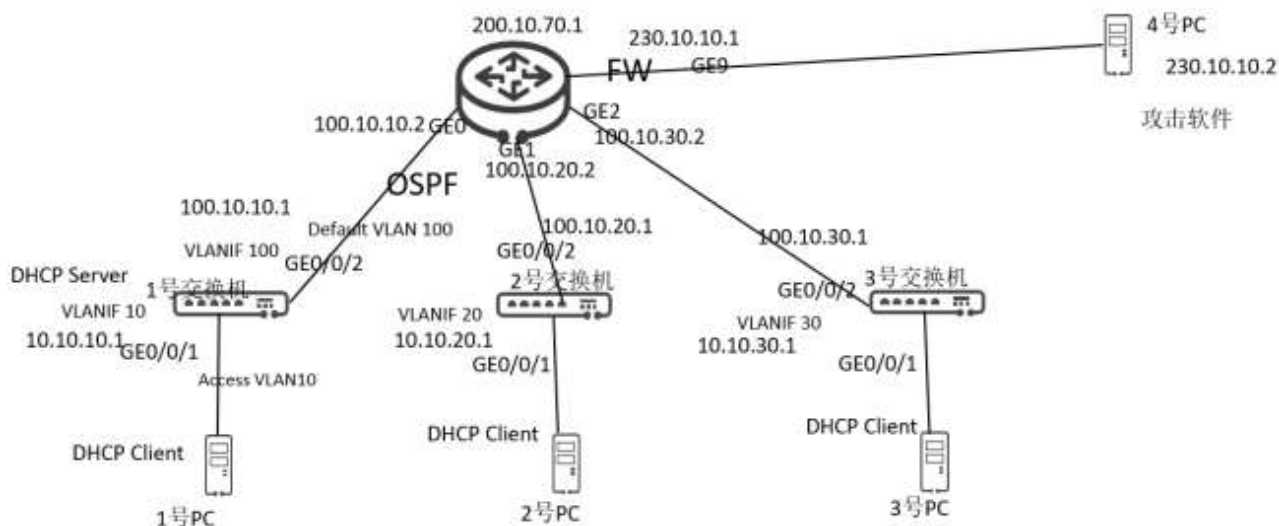 200.10.70.1
230.10.10.1
4号PC
FW
GE9
230.10.10.2
攻击软件
100.10.10.2
GE0
GE2
100.10.30.2
GE1
100.10.20.2
OSPF
100.10.10.1
Default VLAN 100
100.10.20.1
100.10.30.1
VLANIF 100
GE0/0/2
GE0/0/2
DHCP Server
1号交换机
2号交换机
GE0/0/2
3号交换机
VLANIF 10
VLANIF 20
VLANIF 30
10.10.10.1
10.10.20.1
10.10.30.1
GE0/0/1
GE0/0/1
GE0/0/1
Access VLAN10
DHCP Client
DHCP Client
DHCP Client
1号PC
2号PC
3号PC